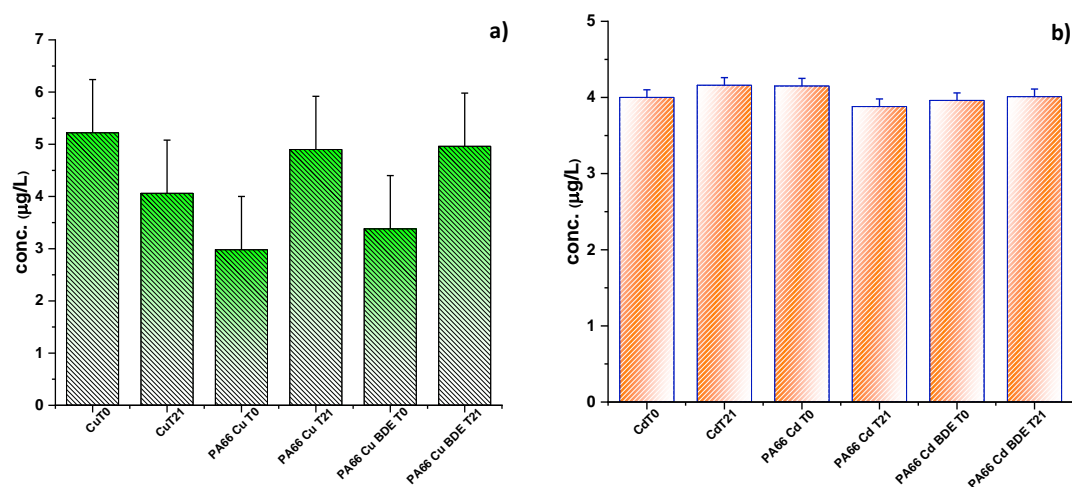 a)
conc. (µg/L)
7
6
5
4
3
2
1
0
CuT0
CuT21
PA66 Cu T0
PA66 Cu T21
PA66 Cu BDE T0
PA66 Cu BDE T21
b)
conc. (µg/L)
5
4
3
2
1
0
CdT0
CdT21
PA66 Cd T0
PA66 Cd T21
PA66 Cd BDE T0
PA66 Cd BDE T21